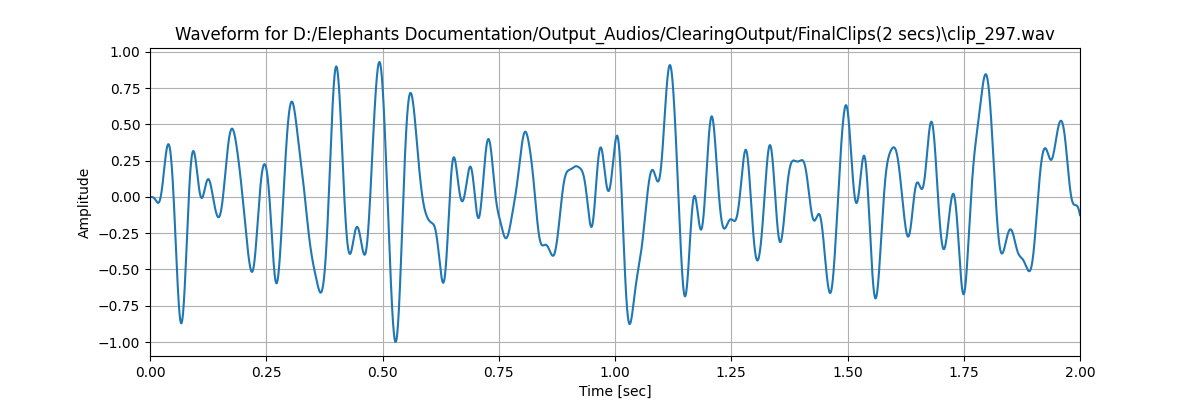 Waveform for D:/Elephants Documentation/Output_Audios/ClearingOutput/FinalClips(2 secs)\clip_297.wav
1.00
0.75
0.50
0.25
0.00
−0.25
−0.50
−0.75
−1.00
Amplitude
0.00 0.25 0.50 0.75 1.00 1.25 1.50 1.75 2.00
Time [sec]